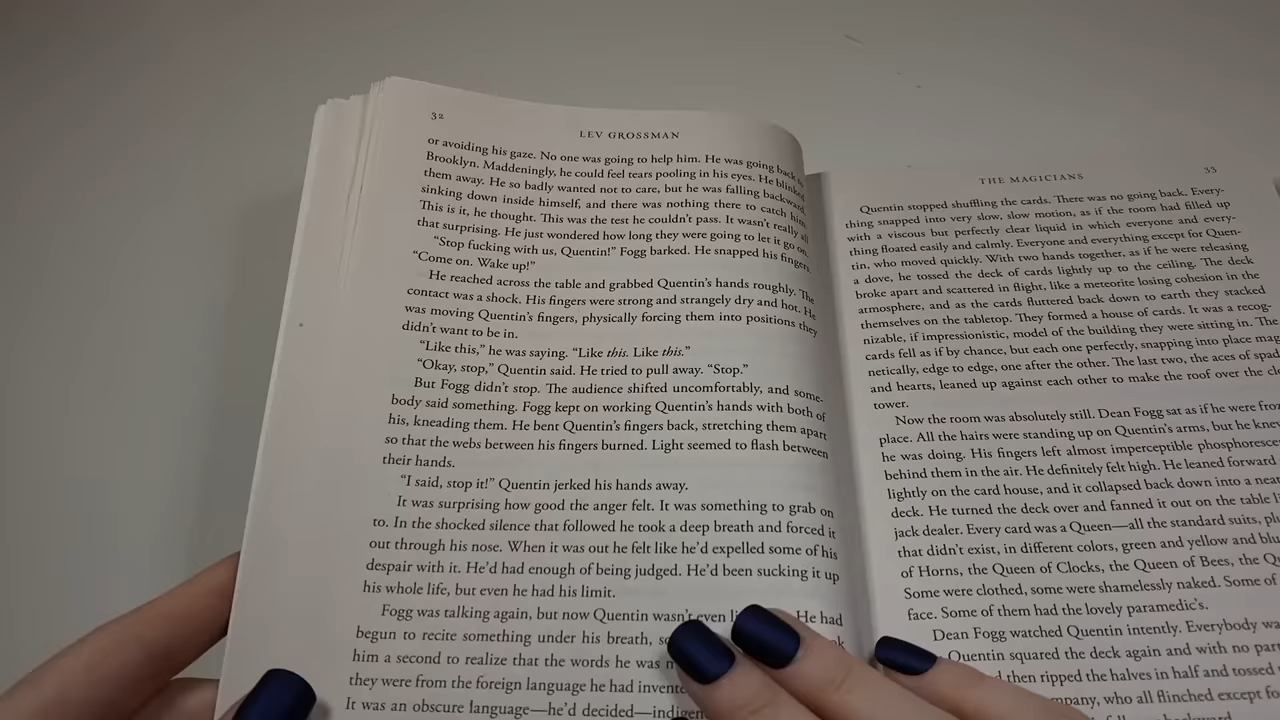 32
LEV GROSSMAN
or avoiding his gaze. No one was going to help him. He was going back
Brooklyn. Maddeningly, he could feel tears pooling in his eyes. He blinked
them away. He so badly wanted not to care, but he was falling backward,
sinking down inside himself, and there was nothing there to catch him.
This is it, he thought. This was the test he couldn't pass. It wasn't really all
that surprising. He just wondered how long they were going to let it go on.
"Stop fucking with us, Quentin!" Fogg barked. He snapped his fingers.
"Come on. Wake up!"
He reached across the table and grabbed Quentin's hands roughly. The
contact was a shock. His fingers were strong and strangely dry and hot. He
was moving Quentin's fingers, physically forcing them into positions they
didn't want to be in.
"Like this," he was saying. "Like this. Like this."
"Okay, stop," Quentin said. He tried to pull away. "Stop."
But Fogg didn't stop. The audience shifted uncomfortably, and some-
body said something. Fogg kept on working Quentin's hands with both of
his, kneading them. He bent Quentin's fingers back, stretching them apart
so that the webs between his fingers burned. Light seemed to flash between
their hands.
"I said, stop it!" Quentin jerked his hands away.
It was surprising how good the anger felt. It was something to grab on
to. In the shocked silence that followed he took a deep breath and forced it
out through his nose. When it was out he felt like he'd expelled some of his
despair with it. He'd had enough of being judged. He'd been sucking it up
his whole life, but even he had his limit.
Fogg was talking again, but now Quentin wasn't even He had
begun to recite something under his breath,
him a second to realize that the words he was
they were from the foreign language he had
It was an obscure language—he'd decided—
THE MAGICIANS
33
Quentin stopped shuffling the cards. There was no going back. Every-
thing snapped into very slow, slow motion, as if the room had filled up
with a viscous but perfectly clear liquid in which everyone and every-
thing floated easily and calmly. Everyone and everything except for Quen-
tin, who moved quickly. With two hands together, as if he were releasing
a dove, he tossed the deck of cards lightly up to the ceiling. The deck
broke apart and scattered in flight, like a meteorite losing cohesion in the
atmosphere, and as the cards fluttered back down to earth they stacked
themselves on the tabletop. They formed a house of cards. It was a recog-
nizable, if impressionistic, model of the building they were sitting in. The
cards fell as if by chance, but each one perfectly, snapping into place mag
netically, edge to edge, one after the other. The last two, the aces of
and hearts, leaned up against each other to make the roof over the
tower.
Now the room was absolutely still. Dean Fogg sat as if he were
place. All the hairs were standing up on Quentin's arms, but he
he was doing. His fingers left almost imperceptible
behind them in the air. He definitely felt high. He leaned forward
lightly on the card house, and it collapsed back down into a
deck. He turned the deck over and fanned it out on the table
jack dealer. Every card was a Queen—all the standard suits,
that didn't exist, in different colors, green and yellow and
of Horns, the Queen of Clocks, the Queen of Bees, the
Some were clothed, some were shamelessly naked. Some of
face. Some of them had the lovely paramedic's.
Dean Fogg watched Quentin intently. Everybody
Quentin squared the deck again and with no
then ripped the halves in half and tossed
who all flinched except